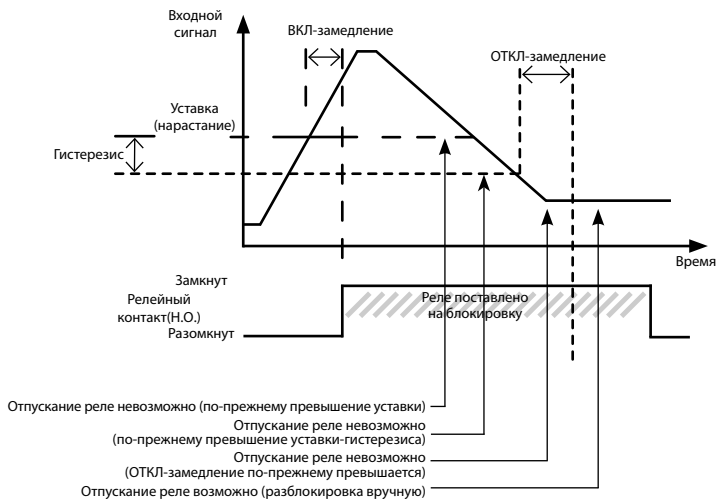 Входной
сигнал
ВКЛ-замедление
ОТКЛ-замедление
Уставка
(нарастание)
Гистерезис
Время
Замкнут
Релейный
контакт(Н.О.)
Разомкнут
Реле поставлено
на блокировку
Отпускание реле невозможно (по-прежнему превышение уставки)
Отпускание реле невозможно
(по-прежнему превышение уставки-гистерезиса)
Отпускание реле невозможно
(ОТКЛ-замедление по-прежнему превышается)
Отпускание реле возможно (разблокировка вручную)